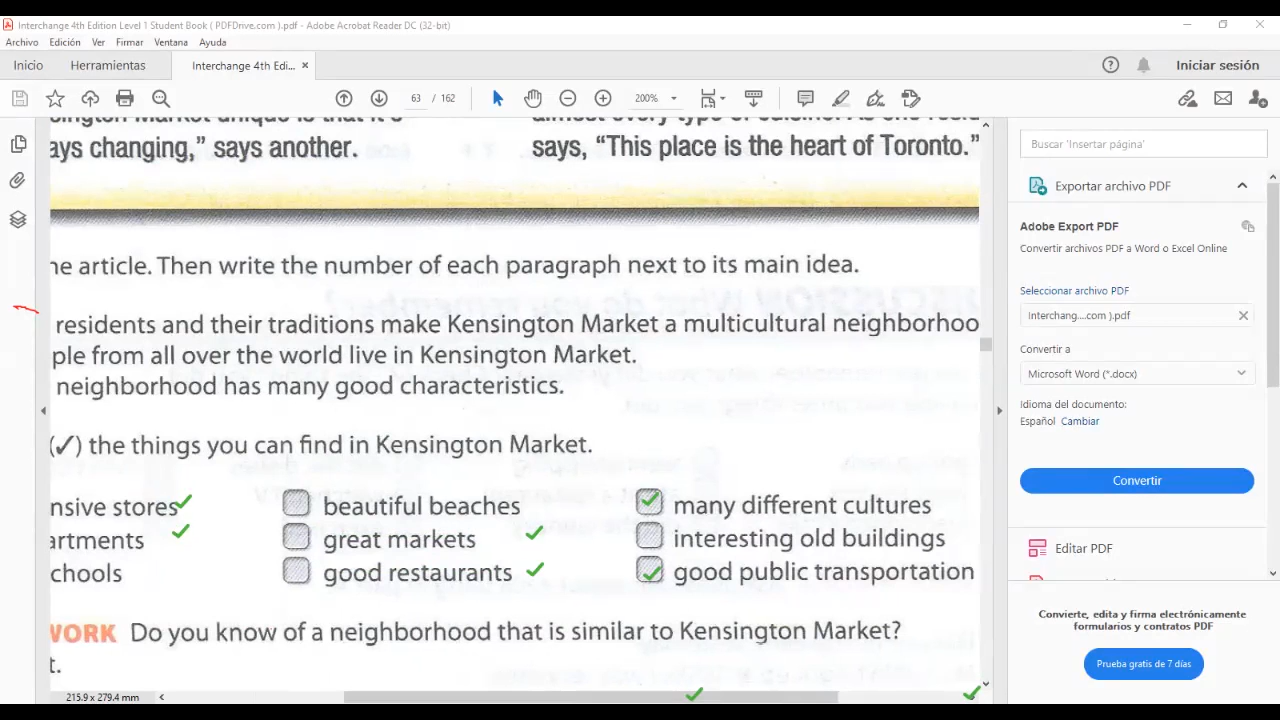 Interchange 4th Edition Level 1 Student Book ( PDFDrive.com ).pdf - Adobe Acrobat Reader DC (32-bit)
Archivo Edición Ver Firmar Ventana Ayuda
Inicio Herramientas Interchange 4th Edi... × Iniciar sesión
63 / 162 200%
ays changing,” says another.
says, “This place is the heart of Toronto.”
ne article. Then write the number of each paragraph next to its main idea.
residents and their traditions make Kensington Market a multicultural neighborhoo
ple from all over the world live in Kensington Market.
neighborhood has many good characteristics.
(✓) the things you can find in Kensington Market.
nsive stores ✓ beautiful beaches ✓ many different cultures
artments ✓ great markets ✓ interesting old buildings
chools good restaurants ✓ ✓ good public transportation
WORK Do you know of a neighborhood that is similar to Kensington Market?
t.
215.9 x 279.4 mm
Buscar 'Insertar página'
Exportar archivo PDF
Adobe Export PDF
Convertir archivos PDF a Word o Excel Online
Seleccionar archivo PDF
Interchang....com ).pdf
Convertir a
Microsoft Word (*.docx)
Idioma del documento:
Español Cambiar
Convertir
Editar PDF
Convierte, edita y firma electrónicamente
formularios y contratos PDF
Prueba gratis de 7 días